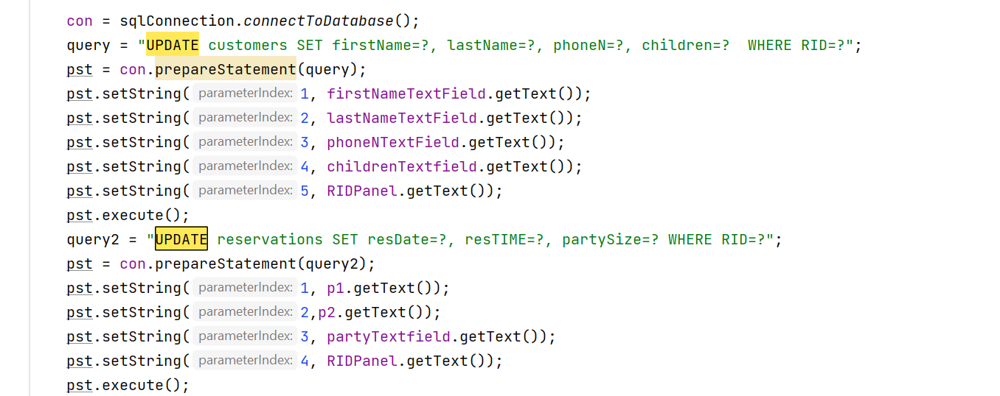 con = sqlConnection.connectToDatabase();
query = "UPDATE customers SET firstName=?, lastName=?, phoneN=?, children=?  WHERE RID=?";
pst = con.prepareStatement(query);
pst.setString( parameterIndex: 1, firstNameTextField.getText());
pst.setString( parameterIndex: 2, lastNameTextField.getText());
pst.setString( parameterIndex: 3, phoneNTextField.getText());
pst.setString( parameterIndex: 4, childrenTextfield.getText());
pst.setString( parameterIndex: 5, RIDPanel.getText());
pst.execute();
query2 = "UPDATE reservations SET resDate=?, resTIME=?, partySize=? WHERE RID=?";
pst = con.prepareStatement(query2);
pst.setString( parameterIndex: 1, p1.getText());
pst.setString( parameterIndex: 2,p2.getText());
pst.setString( parameterIndex: 3, partyTextfield.getText());
pst.setString( parameterIndex: 4, RIDPanel.getText());
pst.execute();